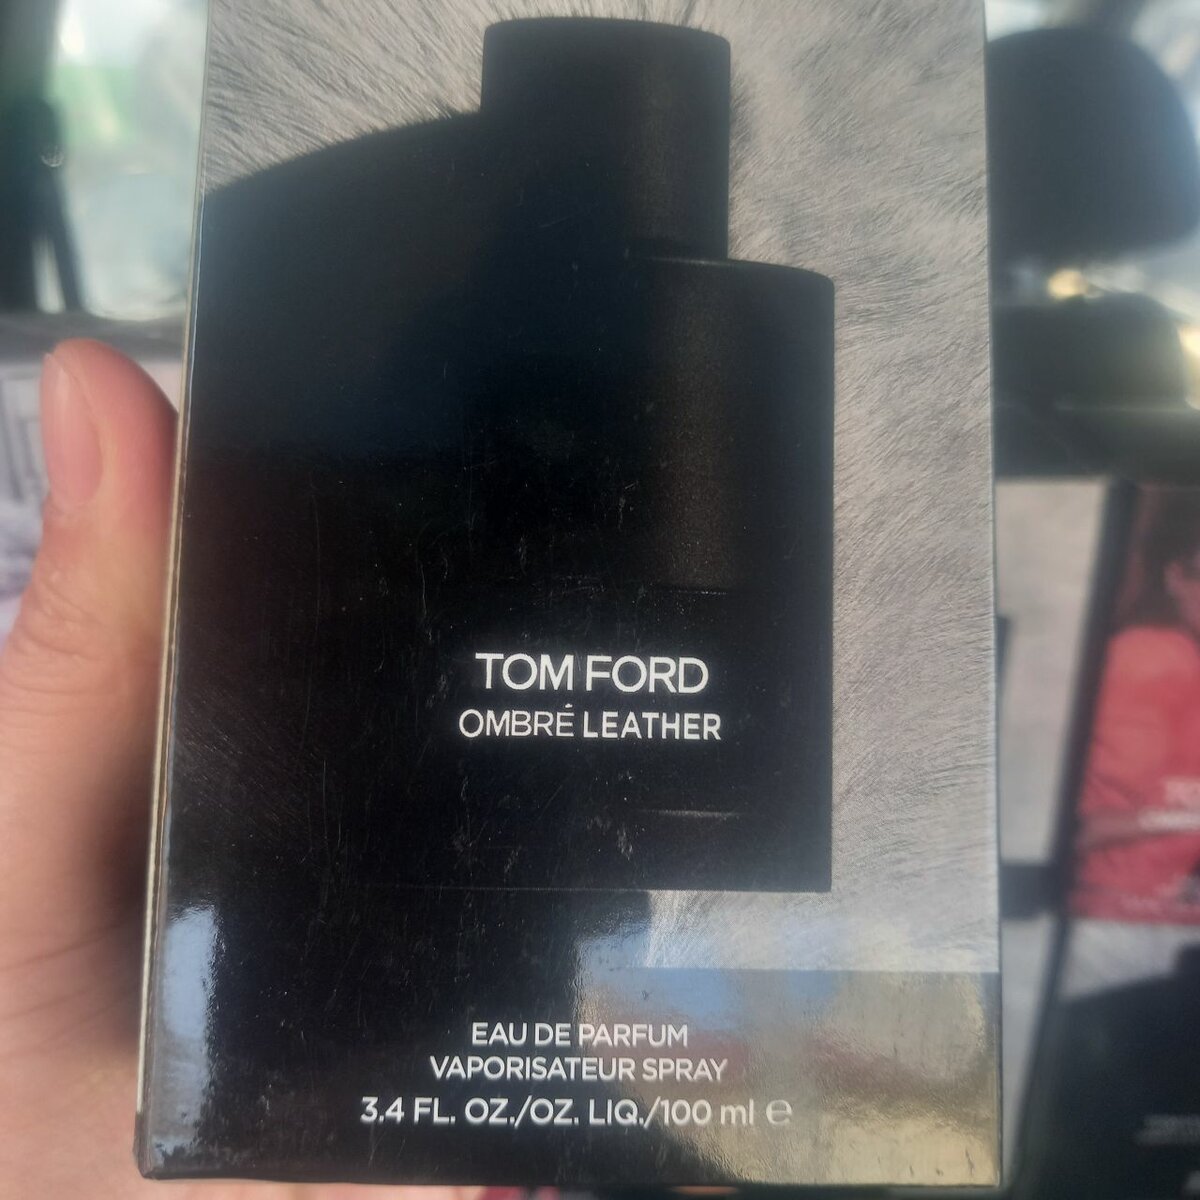 TOM FORD
OMBRÉ LEATHER
EAU DE PARFUM
VAPORISATEUR SPRAY
3.4 FL. OZ./OZ. LIQ./100 ml ℮